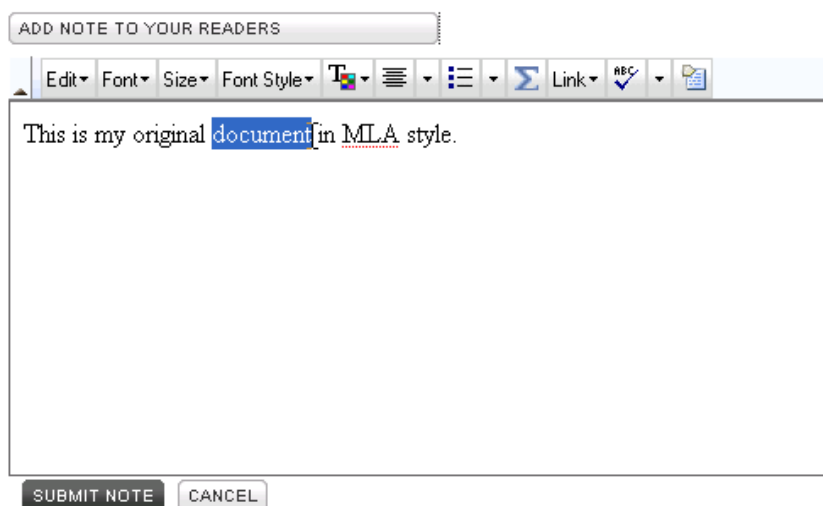 ADD NOTE TO YOUR READERS
Edit Font Size Font Style T Σ Link ABC
This is my original document in MLA style.
SUBMIT NOTE CANCEL